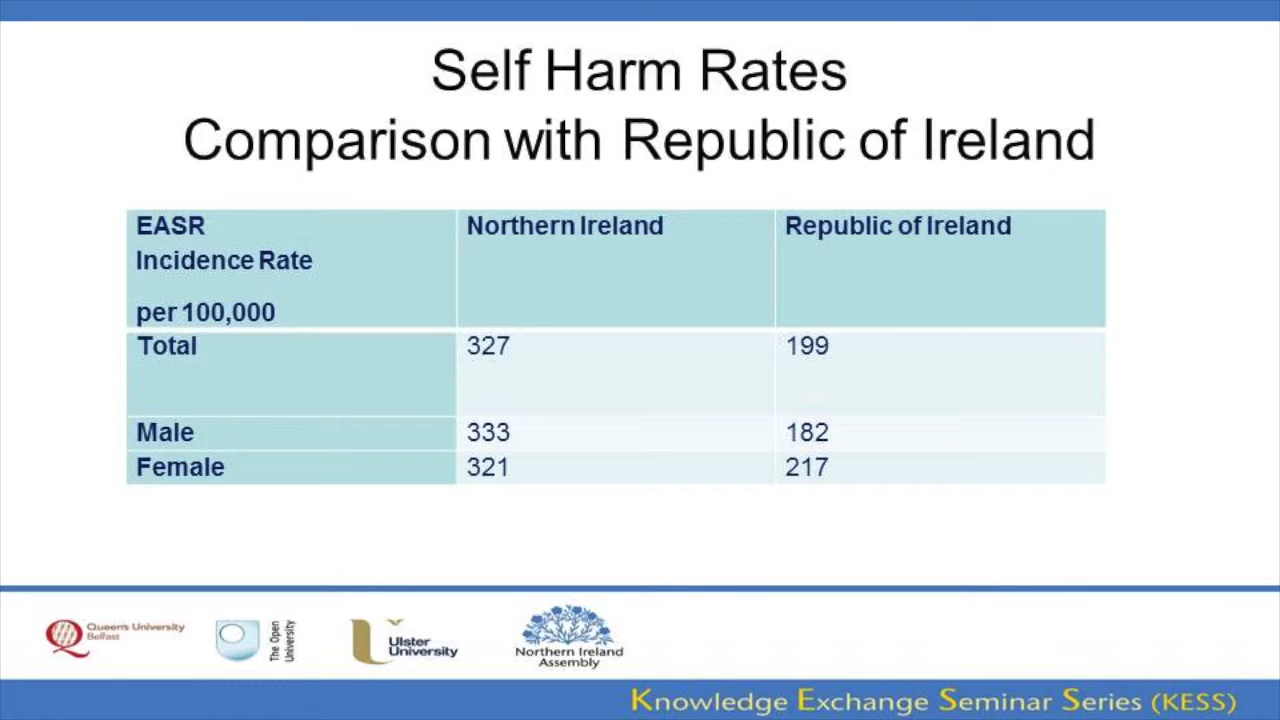 Self Harm Rates
Comparison with Republic of Ireland
EASR
Incidence Rate
per 100,000
Northern Ireland
Republic of Ireland
Total 327 199
Male 333 182
Female 321 217
Queen's University
Belfast
The Open
University
Ulster
University
Northern Ireland
Assembly
Knowledge Exchange Seminar Series (KESS)